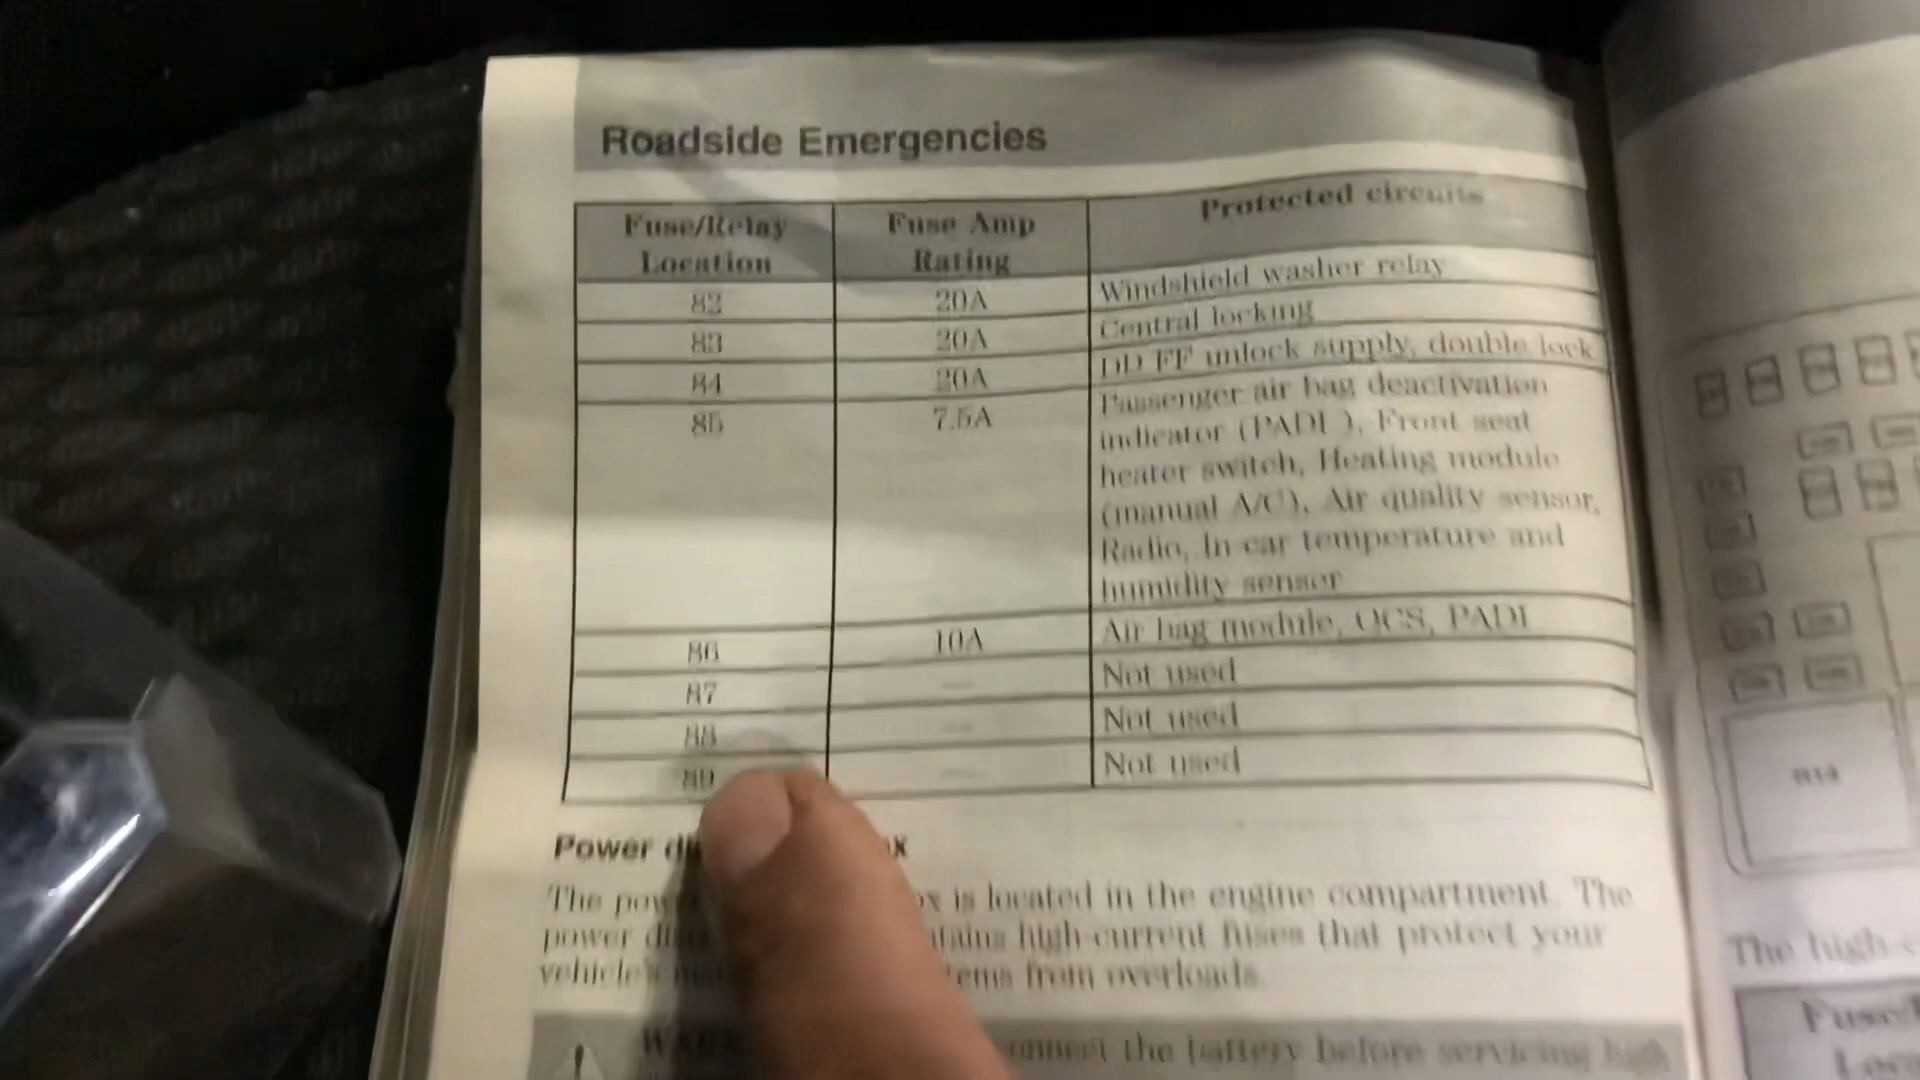 Roadside Emergencies
Fuse/Relay Location Fuse Amp Rating Protected circuits
82 20A Windshield washer relay
83 20A Central locking
84 20A DD FF unlock supply, double lock
85 7.5A Passenger air bag deactivation
indicator (PADI ), Front seat
heater switch, Heating module
(manual A/C), Air quality sensor,
Radio, In-car temperature and
humidity sensor
86 10A Air bag module, OCS, PADI
87 — Not used
88 — Not used
89 — Not used
Power
The is located in the engine compartment. The
power high-current fuses that protect your
vehicle's from overloads.
the battery before servicing high
R13
The